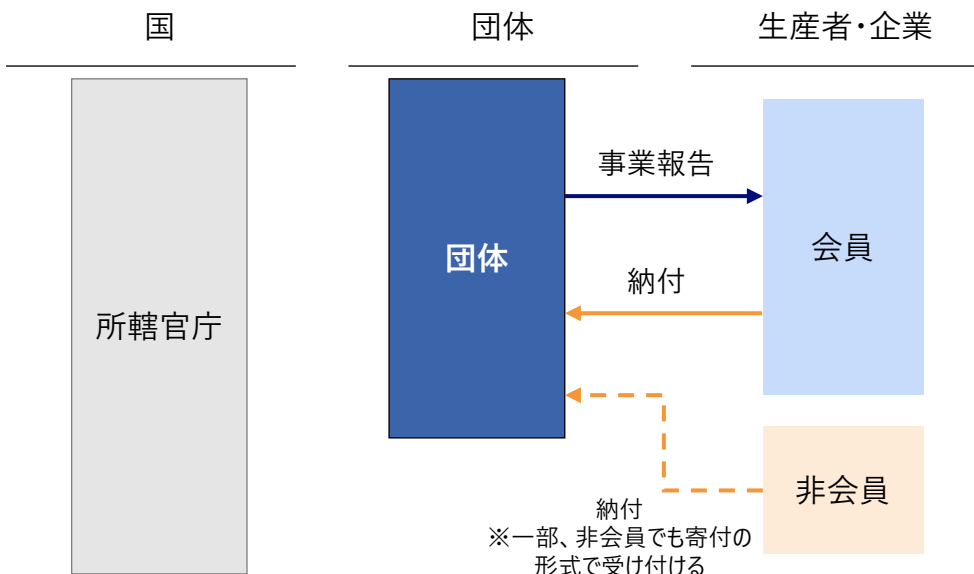 国
団体
生産者・企業
所轄官庁
団体
事業報告
納付
会員
非会員
納付
※一部、非会員でも寄付の
形式で受け付ける